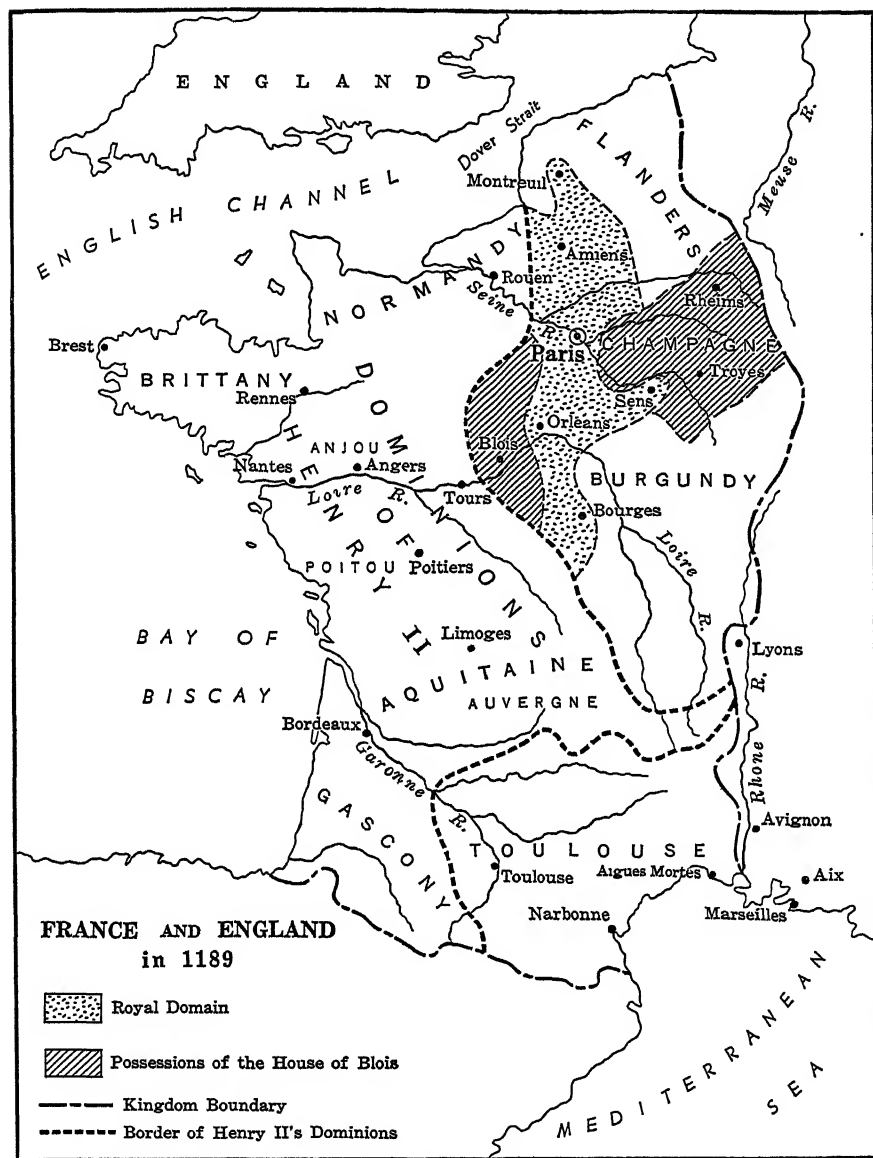 ENGLAND
Dover Strait
ENGLISH CHANNEL
FLANDERS
Meuse R.
Montreuil
Amiens
NORMANDY
Rouen
Seine R.
Rheims
Paris
CHAMPAGNE
Troyes
Brest
BRITTANY
Rennes
DOMINIONS
OF
HENRY II
Sens
Orleans
Blois
ANJOU
Nantes
Angers
Loire R.
Tours
BURGUNDY
Bourges
Loire R.
POITOU
Poitiers
BAY OF
BISCAY
Limoges
Lyons
AQUITAINE
AUVERGNE
Bordeaux
Garonne R.
Rhone R.
GASCONY
Avignon
TOULOUSE
Toulouse
Aigues Mortes
Aix
Marseilles
Narbonne
FRANCE AND ENGLAND
in 1189
Royal Domain
Possessions of the House of Blois
Kingdom Boundary
Border of Henry II's Dominions
MEDITERRANEAN
SEA